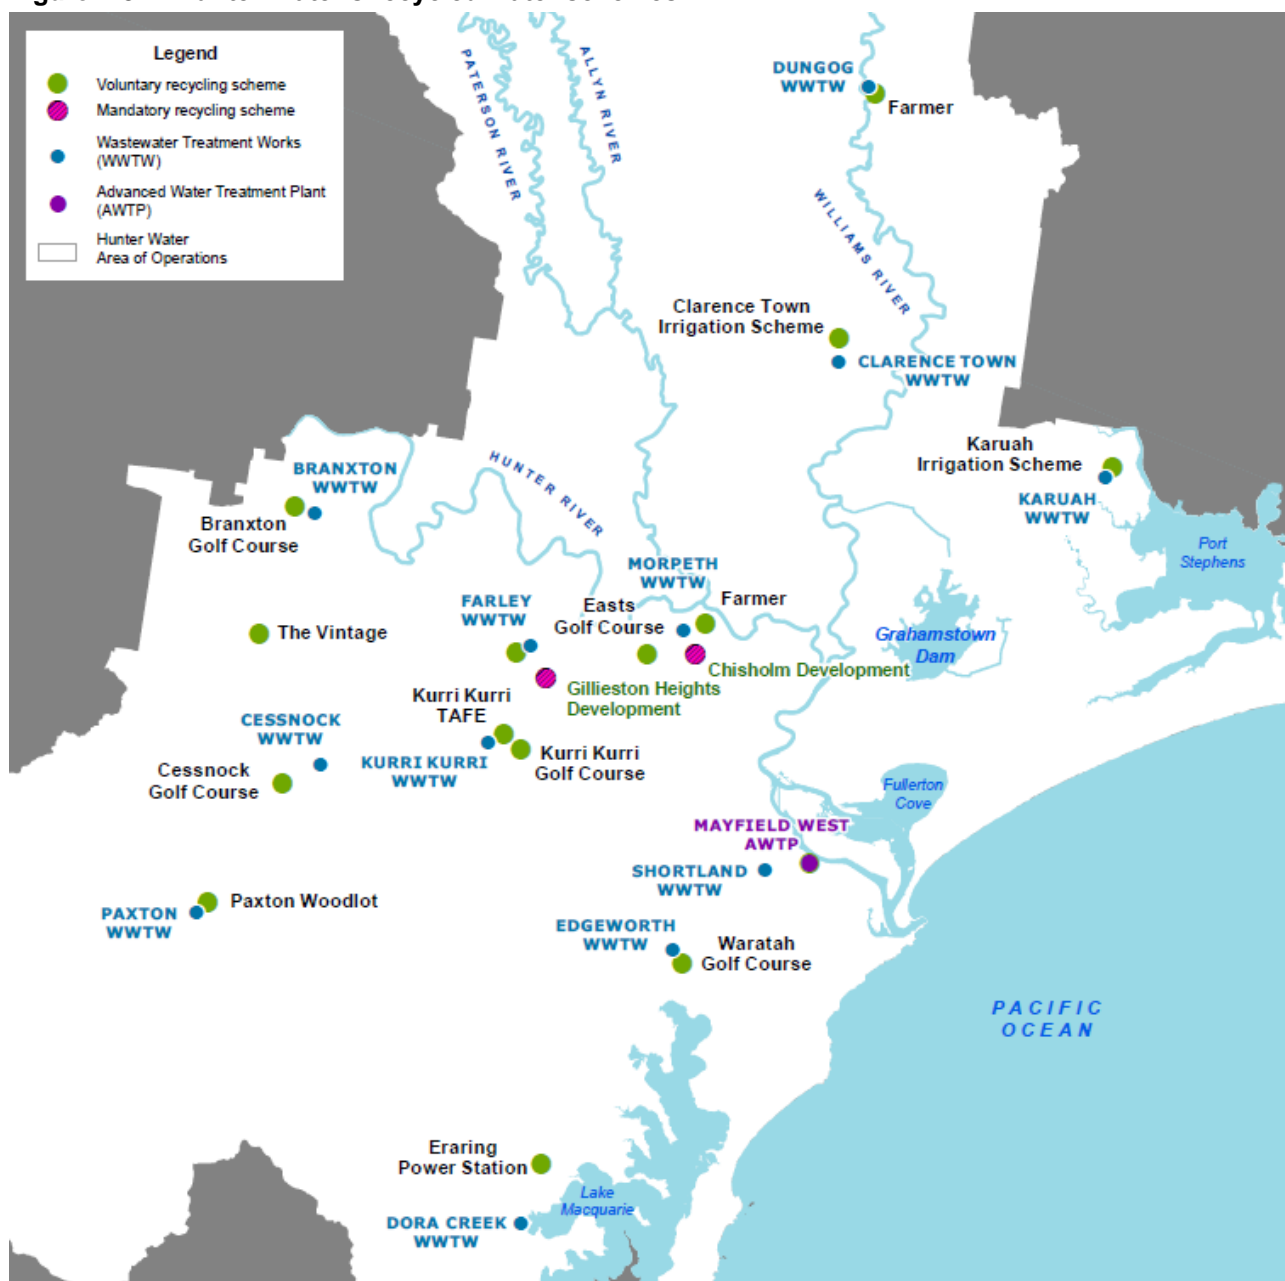 Legend
Voluntary recycling scheme
Mandatory recycling scheme
Wastewater Treatment Works
(WWTW)
Advanced Water Treatment Plant
(AWTP)
Hunter Water
Area of Operations
PATERSON RIVER
ALLYN RIVER
DUNGOG
WWTW
Farmer
WILLIAMS RIVER
Clarence Town
Irrigation Scheme
CLARENCE TOWN
WWTW
Karuah
Irrigation Scheme
KARUAH
WWTW
Port
Stephens
BRANXTON
WWTW
Branxton
Golf Course
HUNTER RIVER
MORPETH
WWTW
Farmer
FARLEY
WWTW
Easts
Golf Course
The Vintage
Grahamstown
Dam
Chisholm Development
Gillieston Heights
Development
Kurri Kurri
TAFE
CESSNOCK
WWTW
KURRI KURRI
WWTW
Kurri Kurri
Golf Course
Cessnock
Golf Course
Fullerton
Cove
MAYFIELD WEST
AWTP
SHORTLAND
WWTW
Paxton Woodlot
PAXTON
WWTW
EDGEWORTH
WWTW
Waratah
Golf Course
PACIFIC
OCEAN
Eraring
Power Station
Lake
Macquarie
DORA CREEK
WWTW